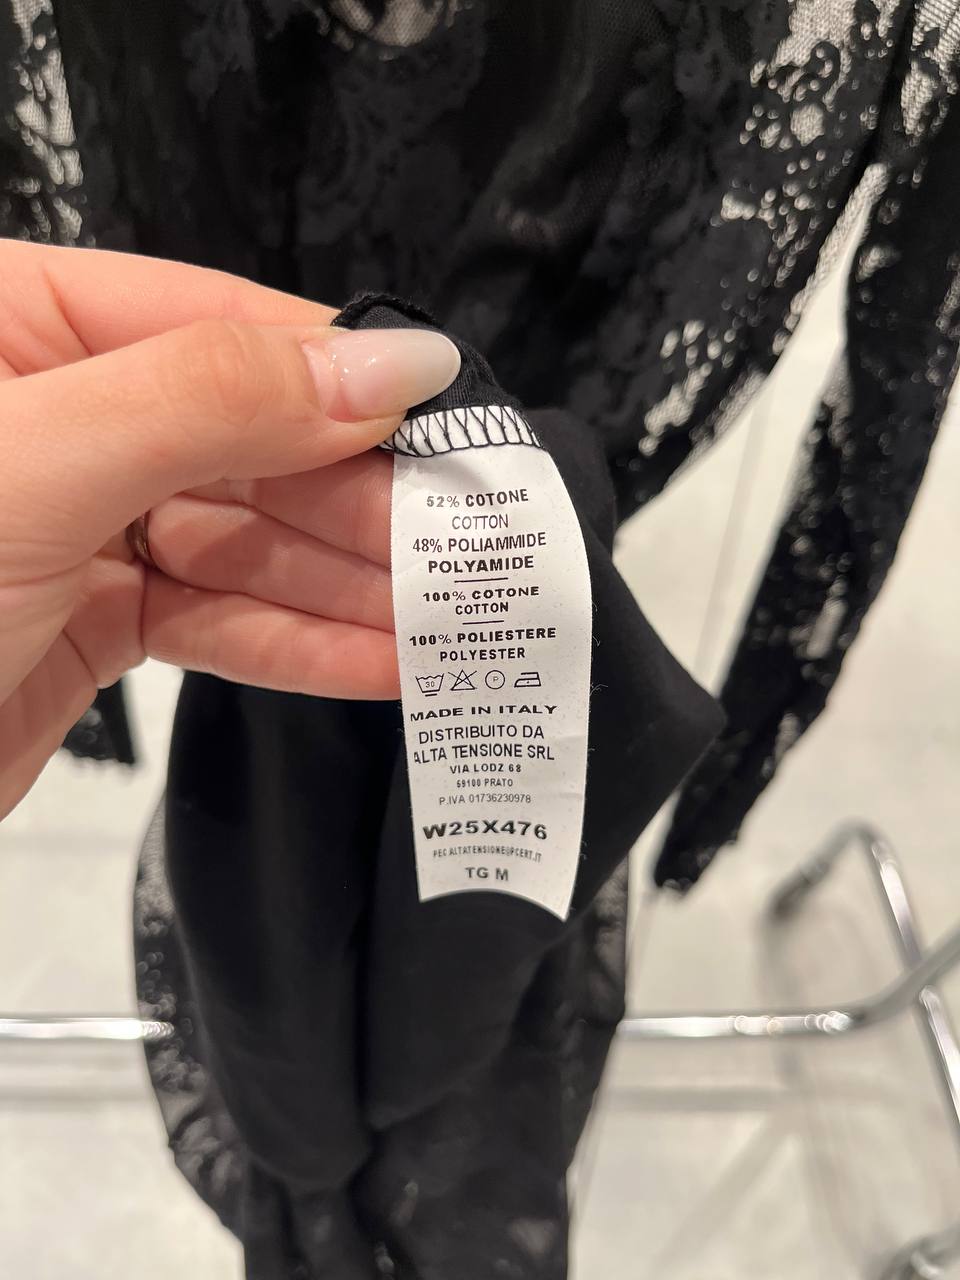 52% COTONE
COTTON
48% POLIAMMIDE
POLYAMIDE
100% COTONE
COTTON
100% POLIESTERE
POLYESTER
30 P
MADE IN ITALY
DISTRIBUITO DA
ALTA TENSIONE SRL
VIA LODZ 68
59100 PRATO
P.IVA 01736230978
W25X476
PEC ALTATENSIONE@PCERT.IT
TG M